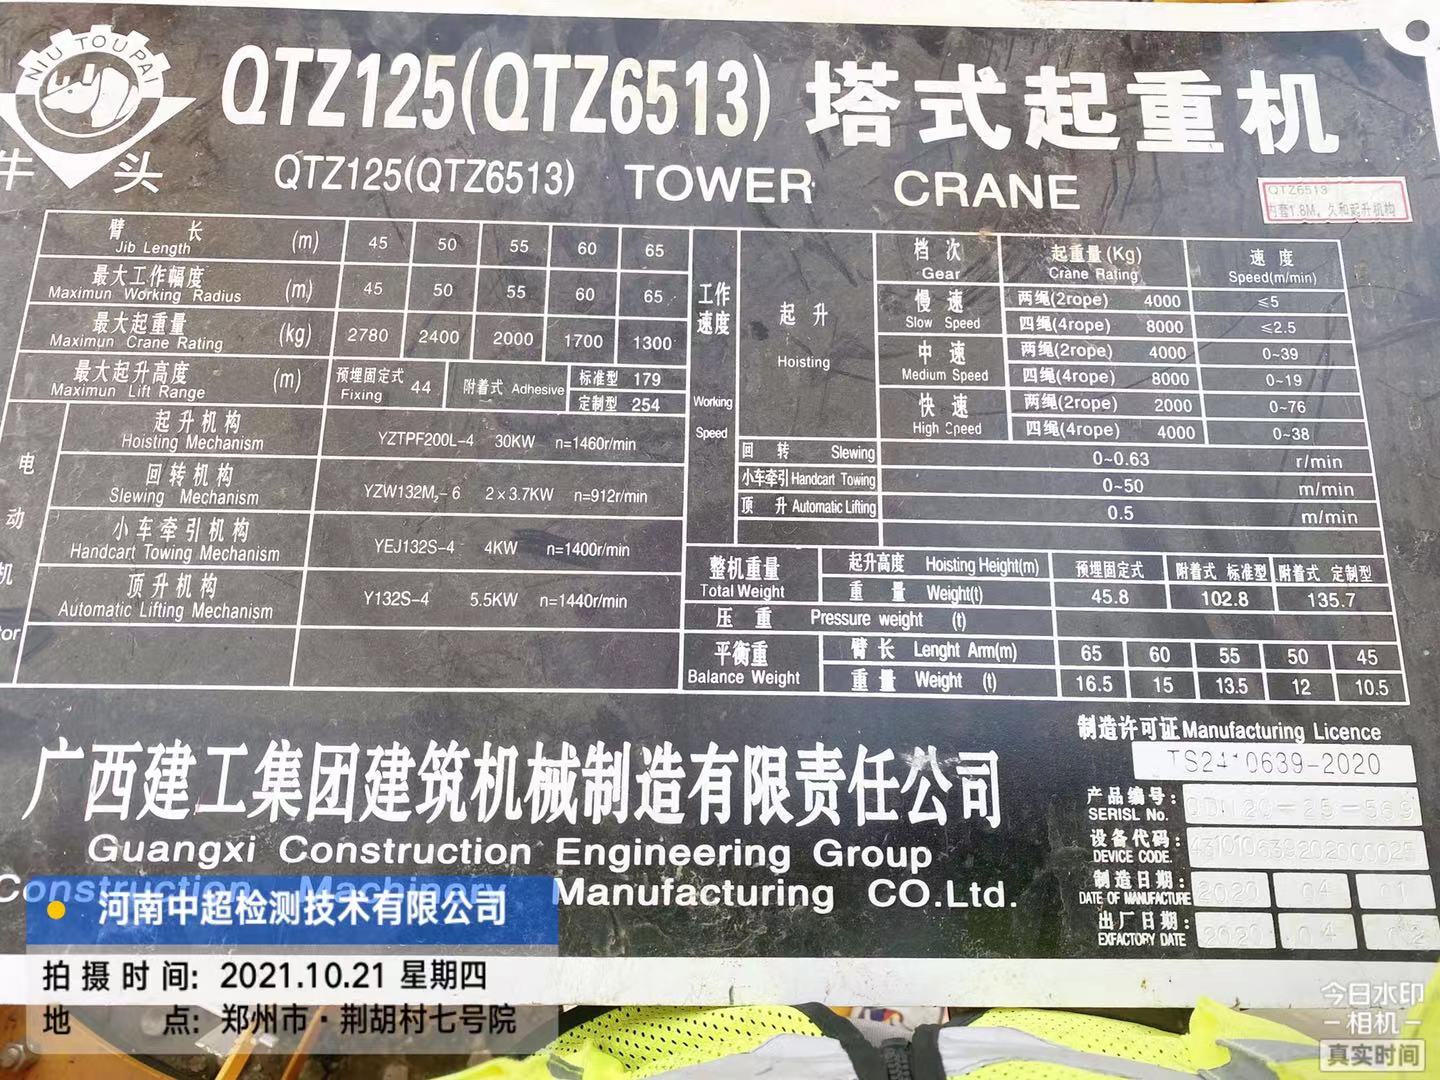 NIU TOU PAI
牛 头
QTZ125(QTZ6513) 塔式起重机
QTZ125(QTZ6513) TOWER CRANE
QTZ6513
1.8M, 久和起升机构
臂 长 Jib Length (m) 45 50 55 60 65
最大工作幅度 Maximun Working Radius (m) 45 50 55 60 65
最大起重量 Maximun Crane Rating (kg) 2780 2400 2000 1700 1300
最大起升高度 Maximun Lift Range (m) 预埋固定式 Fixing 44 附着式 Adhesive 标准型 179 定制型 254
电动机 tor
起升机构 Hoisting Mechanism YZTPF200L-4 30KW n=1460r/min
回转机构 Slewing Mechanism YZW132M₂-6 2×3.7KW n=912r/min
小车牵引机构 Handcart Towing Mechanism YEJ132S-4 4KW n=1400r/min
顶升机构 Automatic Lifting Mechanism Y132S-4 5.5KW n=1440r/min
工作速度 Working Speed
起升 Hoisting
档次 Gear 起重量(Kg) Crane Rating 速度 Speed(m/min)
慢速 Slow Speed 两绳(2rope) 4000 ≤5
四绳(4rope) 8000 ≤2.5
中速 Medium Speed 两绳(2rope) 4000 0~39
四绳(4rope) 8000 0~19
快速 High Speed 两绳(2rope) 2000 0~76
四绳(4rope) 4000 0~38
回 转 Slewing 0~0.63 r/min
小车牵引 Handcart Towing 0~50 m/min
顶 升 Automatic Lifting 0.5 m/min
整机重量 Total Weight 起升高度 Hoisting Height(m) 预埋固定式 附着式 标准型 附着式 定制型
重 量 Weight(t) 45.8 102.8 135.7
压 重 Pressure weight (t)
平衡重 Balance Weight 臂 长 Lenght Arm(m) 65 60 55 50 45
重 量 Weight (t) 16.5 15 13.5 12 10.5
制造许可证 Manufacturing Licence
TS2410639-2020
广西建工集团建筑机械制造有限责任公司
Guangxi Construction Engineering Group
Construction Machinery Manufacturing CO.Ltd.
产品编号: SERISL No.
设备代码: DEVICE CODE.
制造日期: DATE OF MANUFACTURE 2020 04 01
出厂日期: EXFACTORY DATE 2020 04
河南中超检测技术有限公司
拍摄时间: 2021.10.21 星期四
地 点: 郑州市·荆胡村七号院
今日水印
-相机-
真实时间